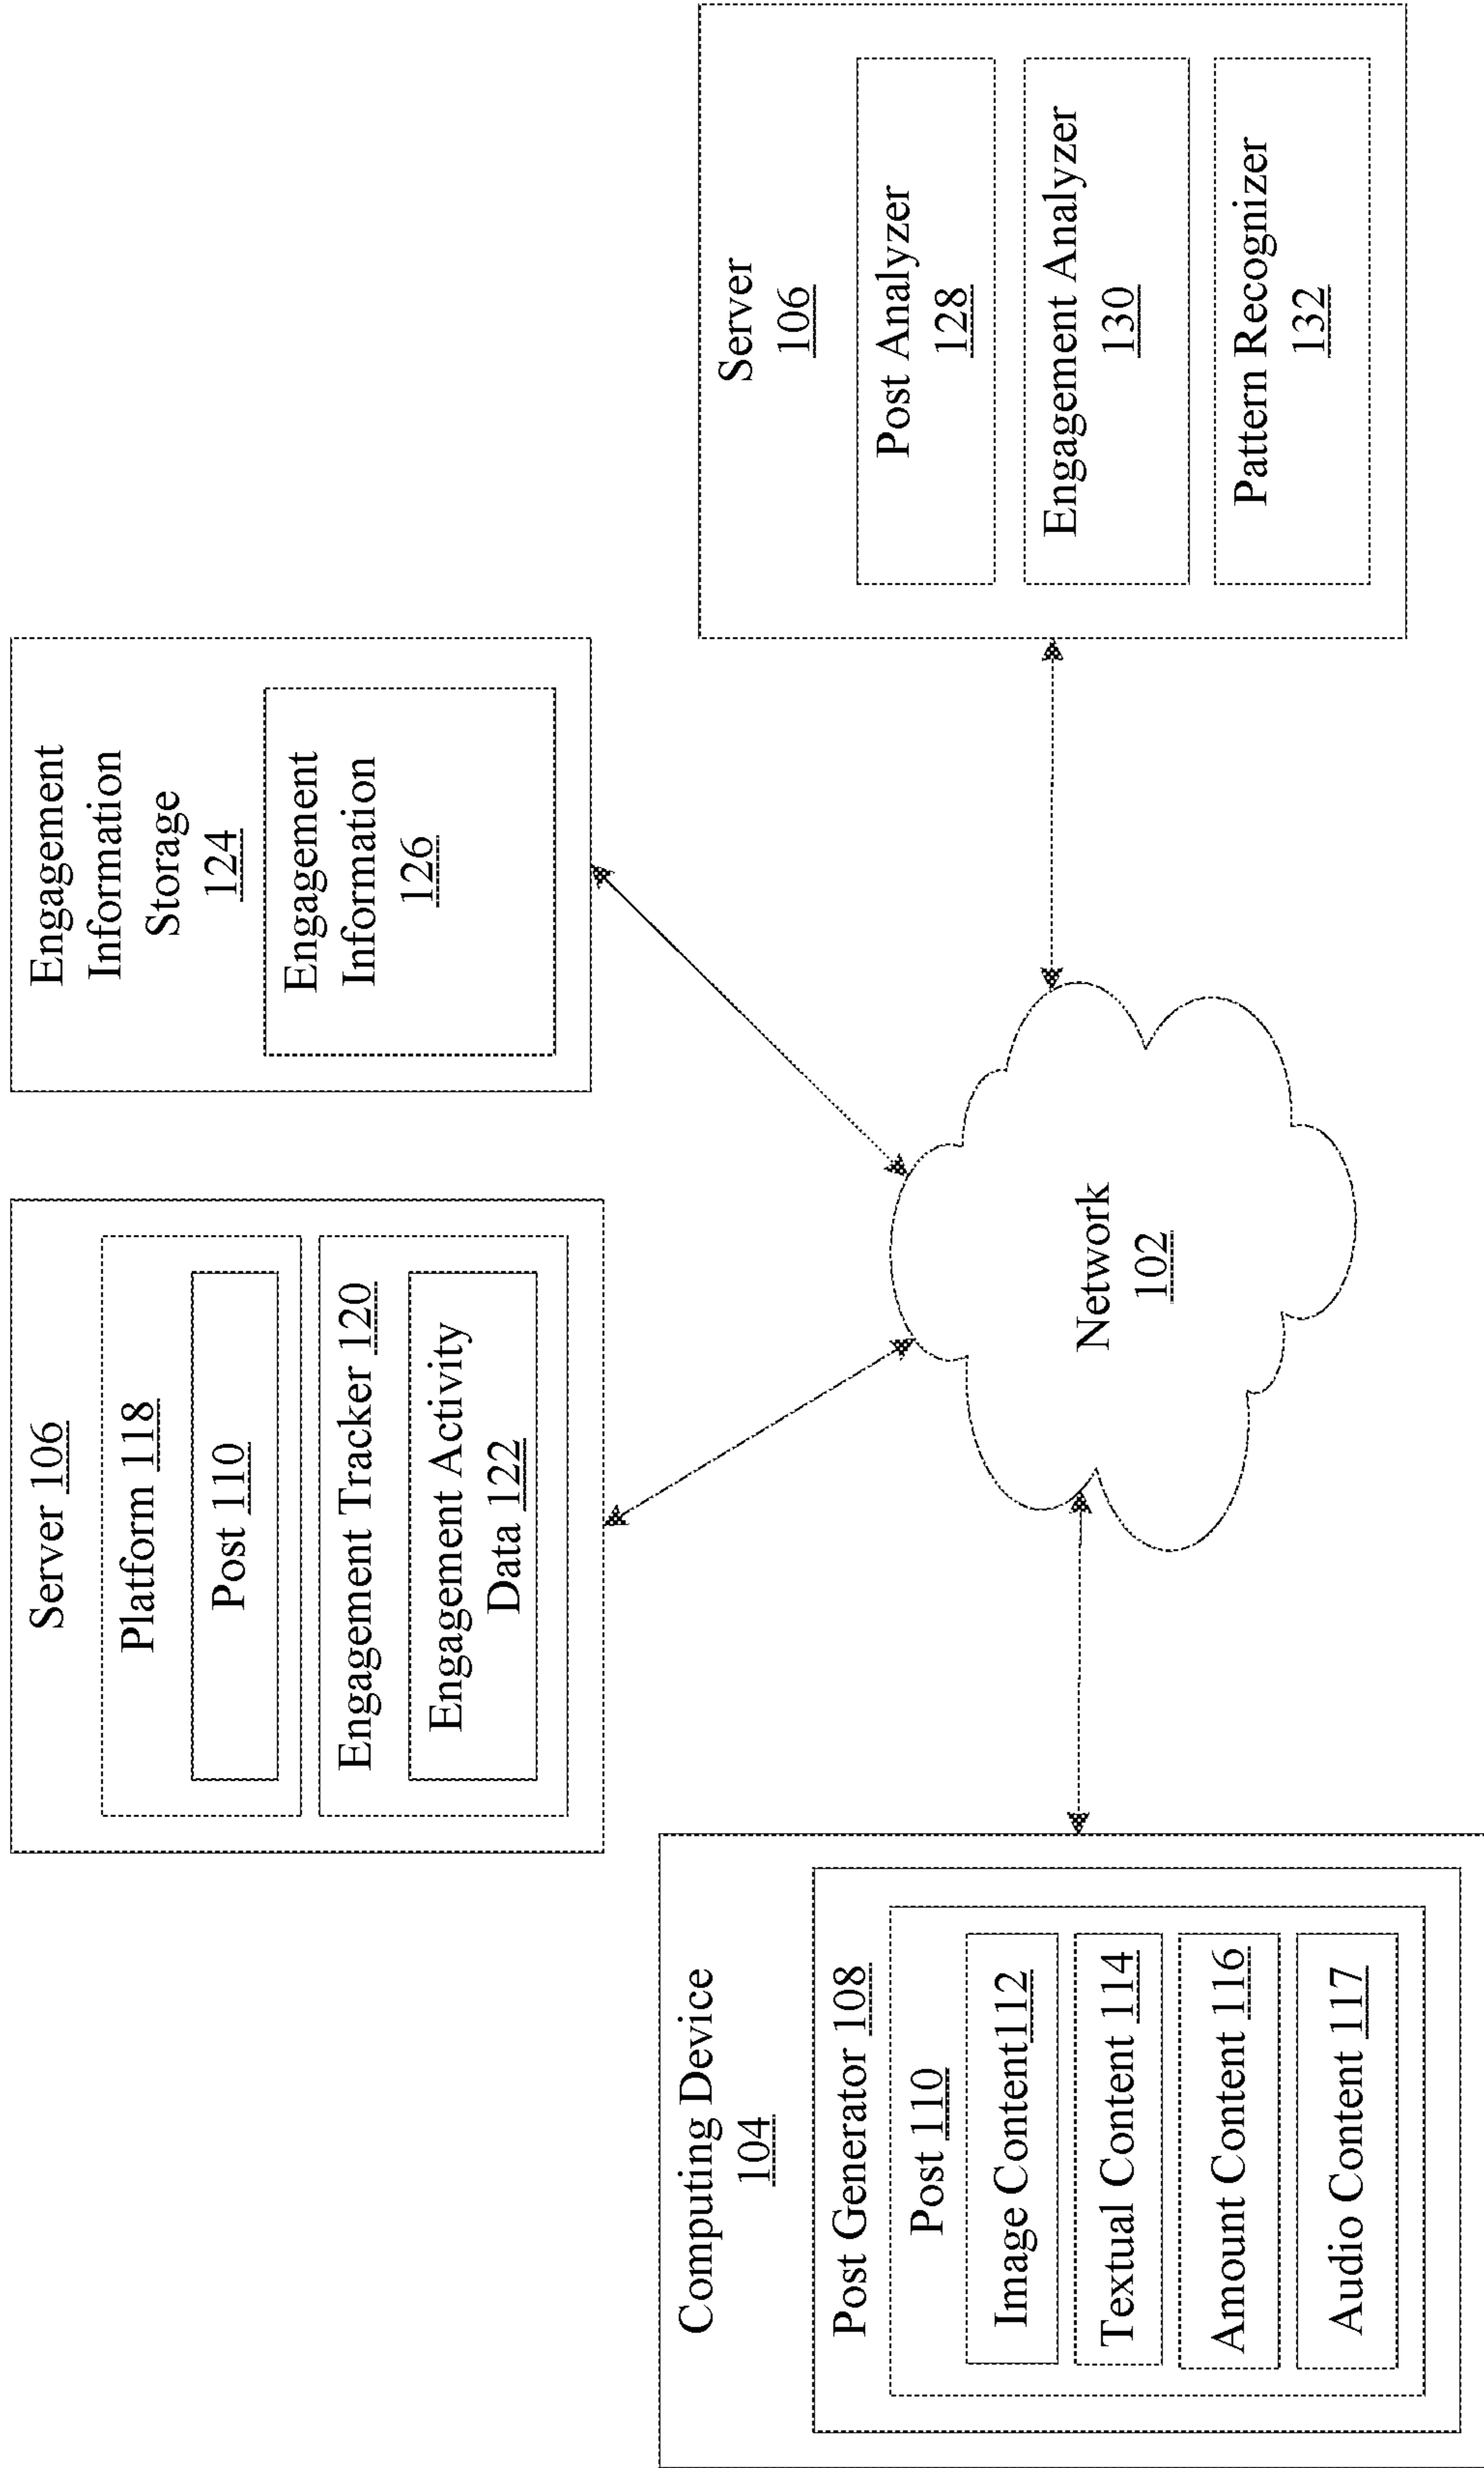 Server 106
Platform 118
Post 110
Engagement Tracker 120
Engagement Activity
Data 122
Engagement
Information
Storage
124
Engagement
Information
126
Computing Device
104
Post Generator 108
Post 110
Image Content112
Textual Content 114
Amount Content 116
Audio Content 117
Network
102
Server
106
Post Analyzer
128
Engagement Analyzer
130
Pattern Recognizer
132